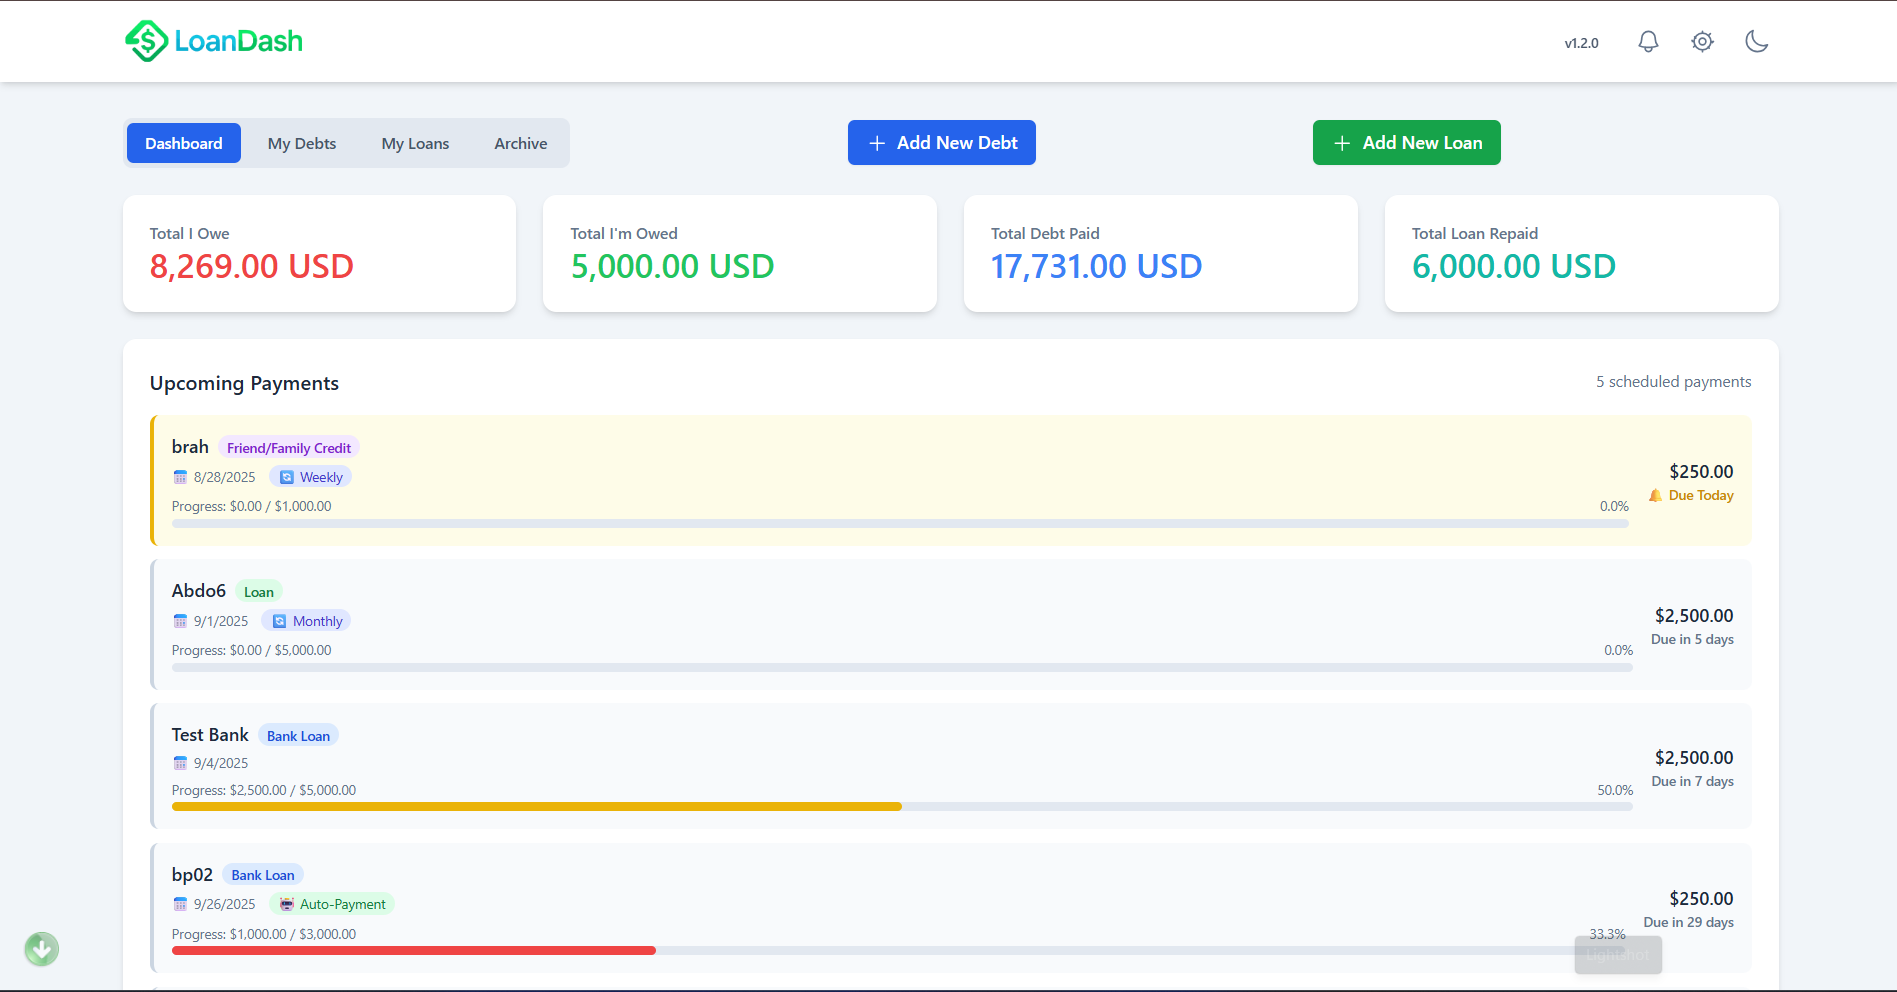 LoanDash
v1.2.0
Dashboard My Debts My Loans Archive
Add New Debt
Add New Loan
Total I Owe
8,269.00 USD
Total I'm Owed
5,000.00 USD
Total Debt Paid
17,731.00 USD
Total Loan Repaid
6,000.00 USD
Upcoming Payments
5 scheduled payments
brah Friend/Family Credit
8/28/2025 Weekly
Progress: $0.00 / $1,000.00
0.0%
$250.00
Due Today
Abdo6 Loan
9/1/2025 Monthly
Progress: $0.00 / $5,000.00
0.0%
$2,500.00
Due in 5 days
Test Bank Bank Loan
9/4/2025
Progress: $2,500.00 / $5,000.00
50.0%
$2,500.00
Due in 7 days
bp02 Bank Loan
9/26/2025 Auto-Payment
Progress: $1,000.00 / $3,000.00
33.3%
$250.00
Due in 29 days
Lightshot